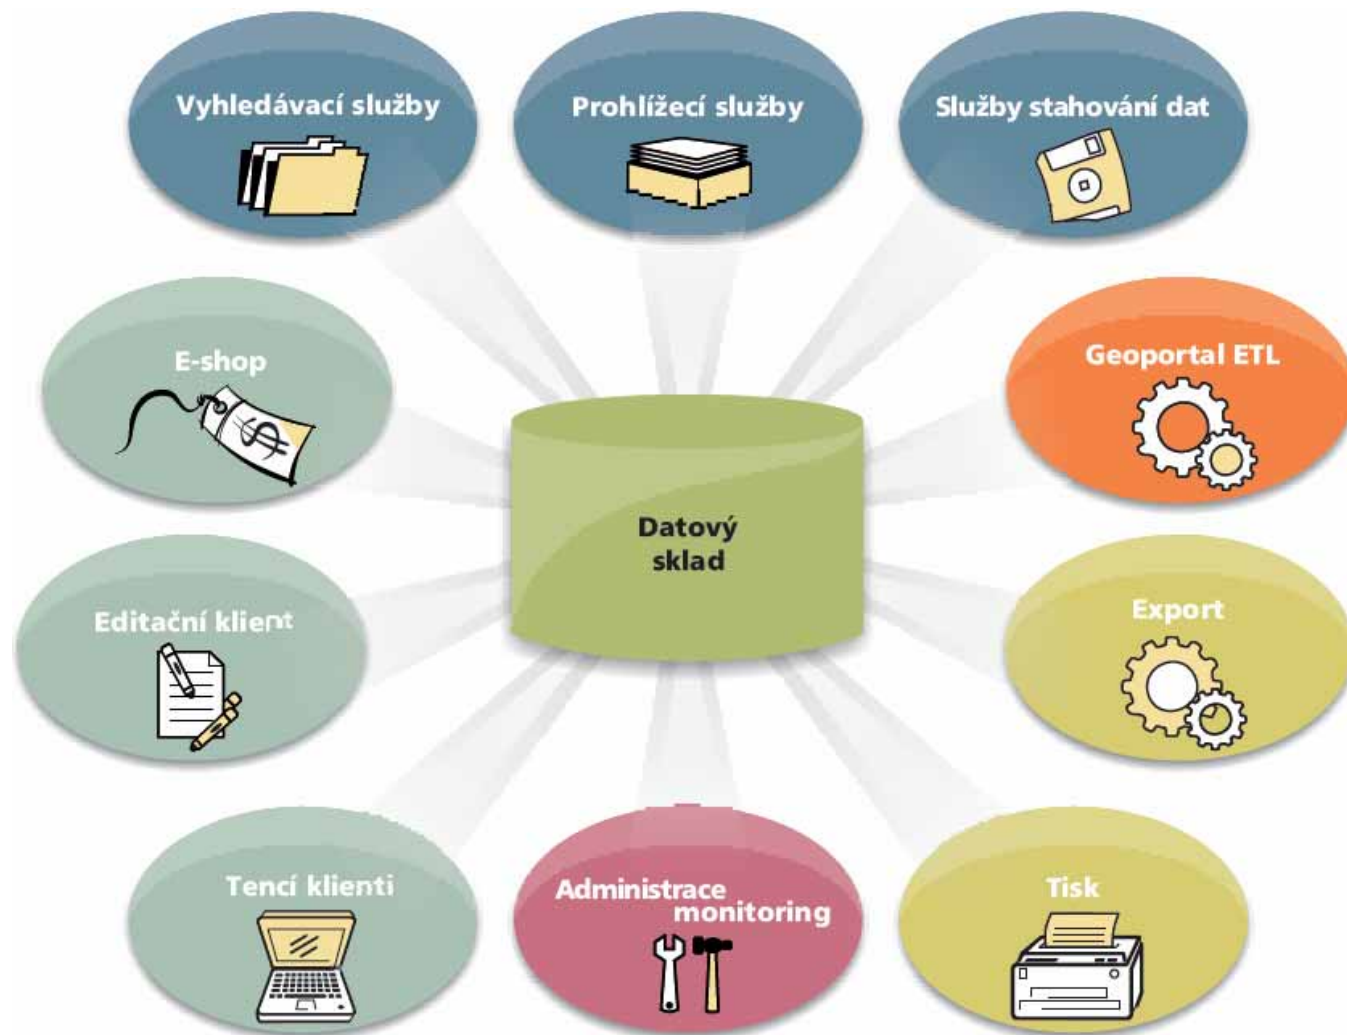 Vyhledávací služby
Prohlížecí služby
Služby stahování dat
E-shop
Geoportal ETL
Datový
sklad
Editační klient
Export
Tencí klienti
Administrace
monitoring
Tisk